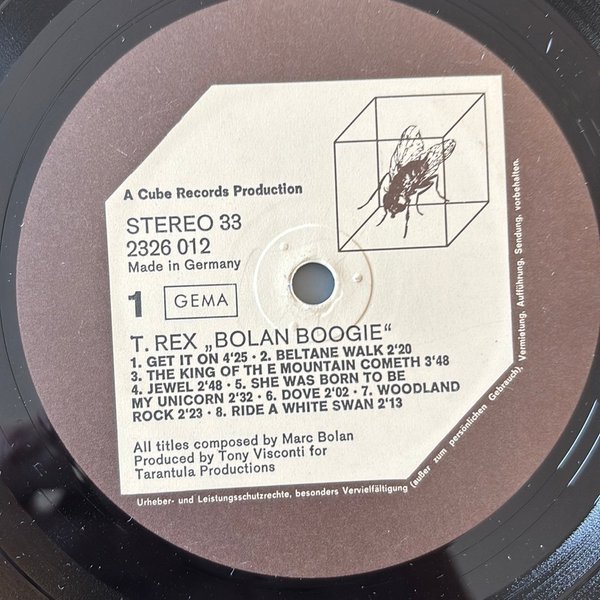 A Cube Records Production
STEREO 33
2326 012
Made in Germany
1 GEMA
T. REX „BOLAN BOOGIE“
1. GET IT ON 4'25 · 2. BELTANE WALK 2'20
3. THE KING OF TH E MOUNTAIN COMETH 3'48
4. JEWEL 2'48 · 5. SHE WAS BORN TO BE
MY UNICORN 2'32 · 6. DOVE 2'02 · 7. WOODLAND
ROCK 2'23 · 8. RIDE A WHITE SWAN 2'13
All titles composed by Marc Bolan
Produced by Tony Visconti for
Tarantula Productions
Urheber- und Leistungsschutzrechte, besonders Vervielfältigung (außer zum persönlichen Gebrauch), Vermietung, Aufführung, Sendung, vorbehalten.